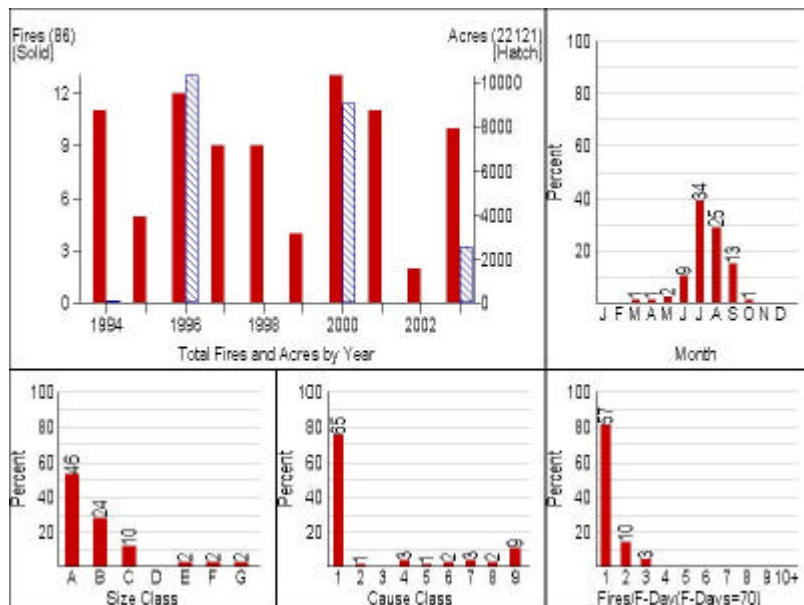 Fires (86)
[Solid]
Acres (22121)
[Hatch]
12
9
6
3
0
10000
8000
6000
4000
2000
0
1994 1996 1998 2000 2002
Total Fires and Acres by Year
100
80
60
40
20
Percent
1 1 2 9 34 25 13 1
J F M A M J J A S O N D
Month
100
80
60
40
20
Percent
46 24 10 2 2 2
A B C D E F G
Size Class
100
80
60
40
20
Percent
65 1 3 1 2 3 2 9
1 2 3 4 5 6 7 8 9
Cause Class
100
80
60
40
20
Percent
57 10 3
1 2 3 4 5 6 7 8 9 10+
Fires/F-Day(F-Days=70)